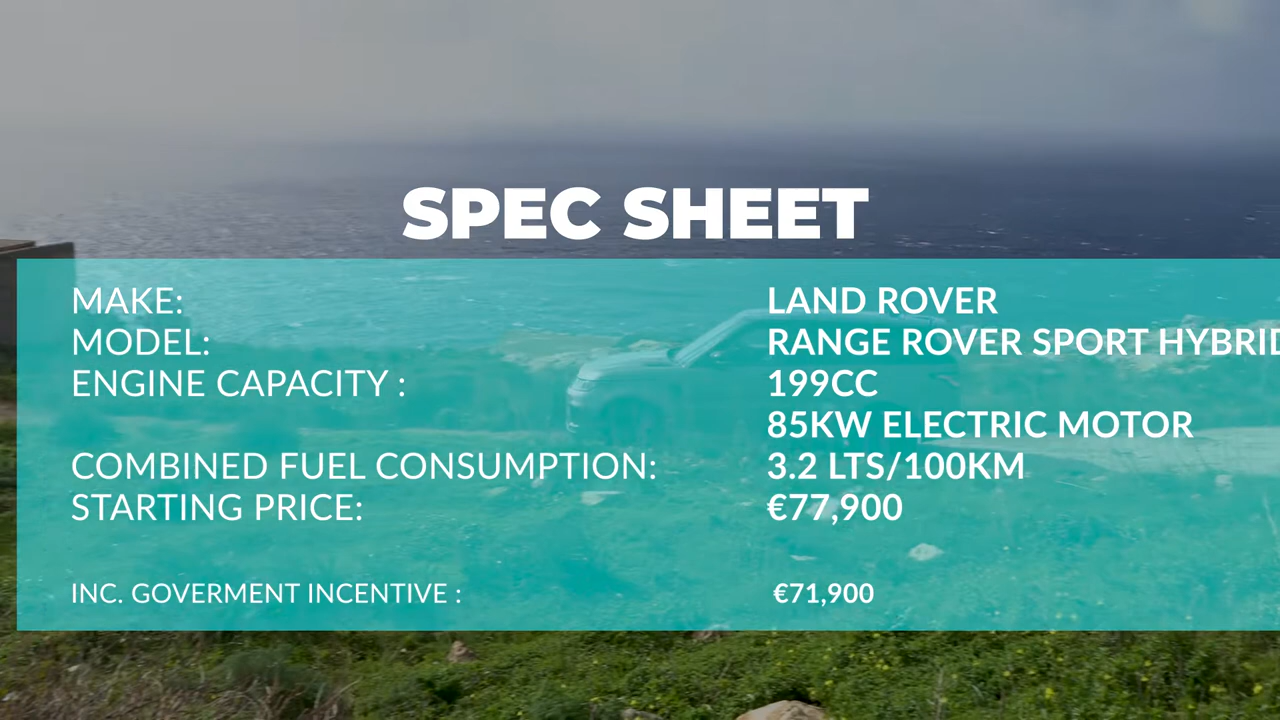 SPEC SHEET
MAKE: LAND ROVER
MODEL: RANGE ROVER SPORT HYBRID
ENGINE CAPACITY : 199CC
85KW ELECTRIC MOTOR
COMBINED FUEL CONSUMPTION: 3.2 LTS/100KM
STARTING PRICE: €77,900
INC. GOVERMENT INCENTIVE : €71,900